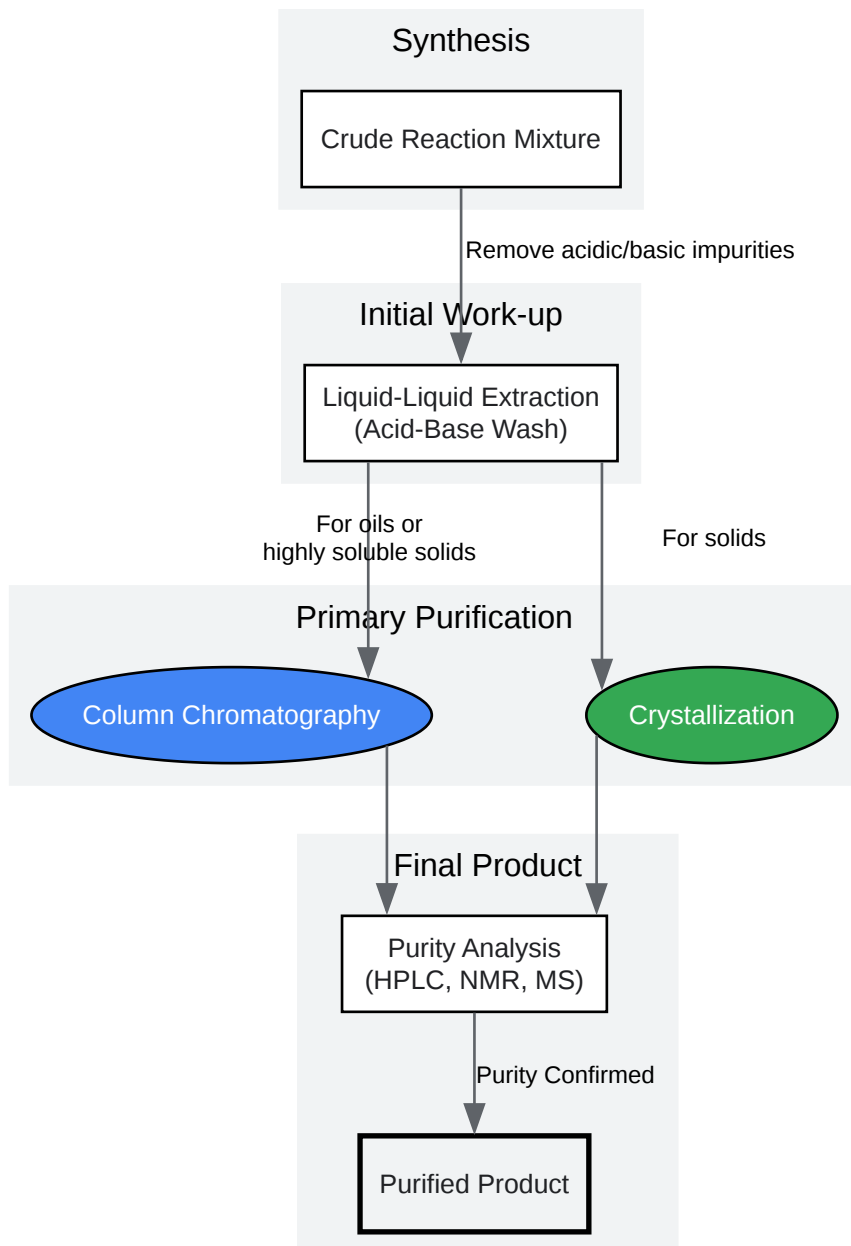 Synthesis
Crude Reaction Mixture
Remove acidic/basic impurities
Initial Work-up
Liquid-Liquid Extraction
(Acid-Base Wash)
For oils or
highly soluble solids
For solids
Primary Purification
Column Chromatography
Crystallization
Final Product
Purity Analysis
(HPLC, NMR, MS)
Purity Confirmed
Purified Product